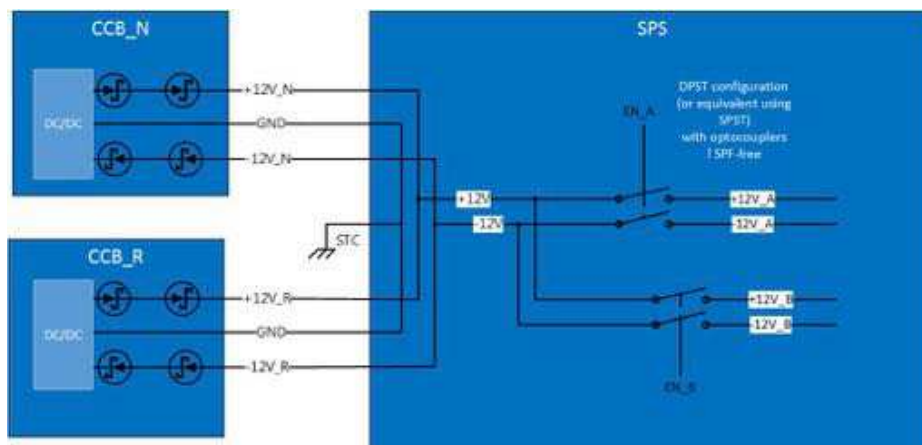 CCB_N
SPS
DC/DC
+12V_N
GND
-12V_N
DPST configuration
(or equivalent using
SPST)
with optocouplers
! SPF-free
EN_A
+12V
-12V
+12V_A
-12V_A
STC
CCB_R
DC/DC
+12V_R
GND
-12V_R
+12V_B
-12V_B
EN_B